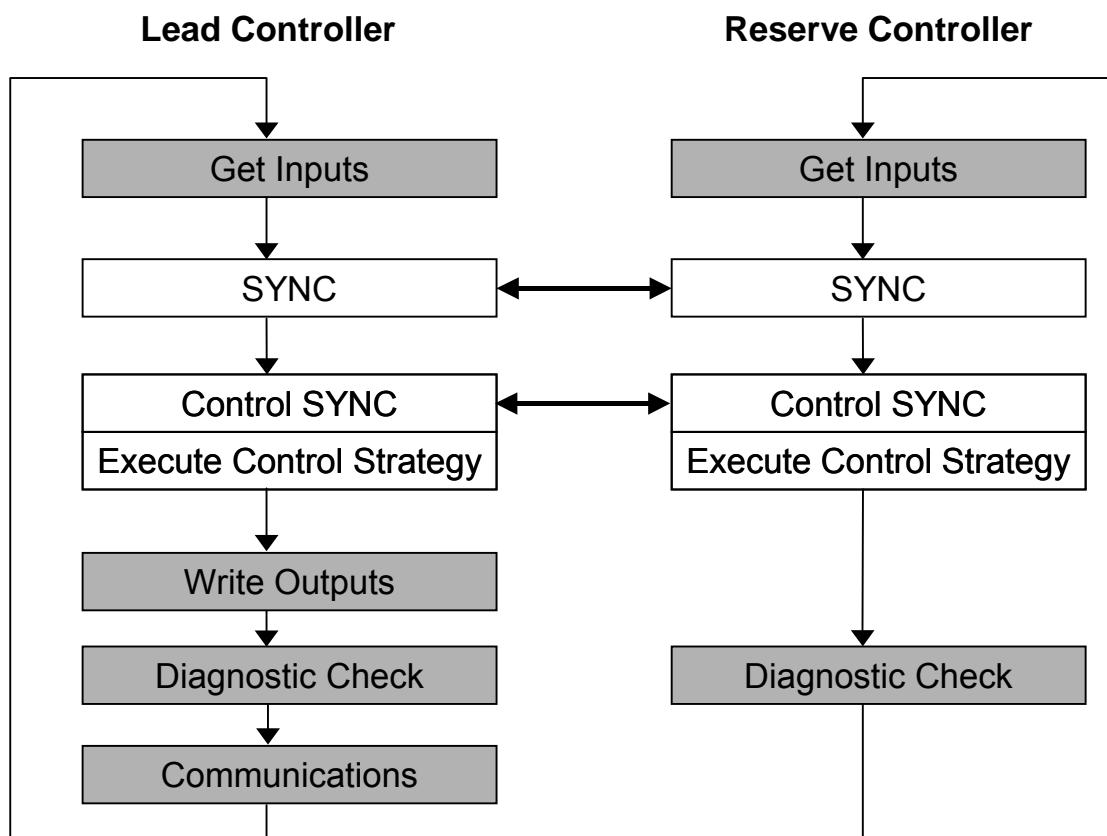 Lead Controller
Get Inputs
SYNC
Control SYNC
Execute Control Strategy
Write Outputs
Diagnostic Check
Communications
Reserve Controller
Get Inputs
SYNC
Control SYNC
Execute Control Strategy
Diagnostic Check